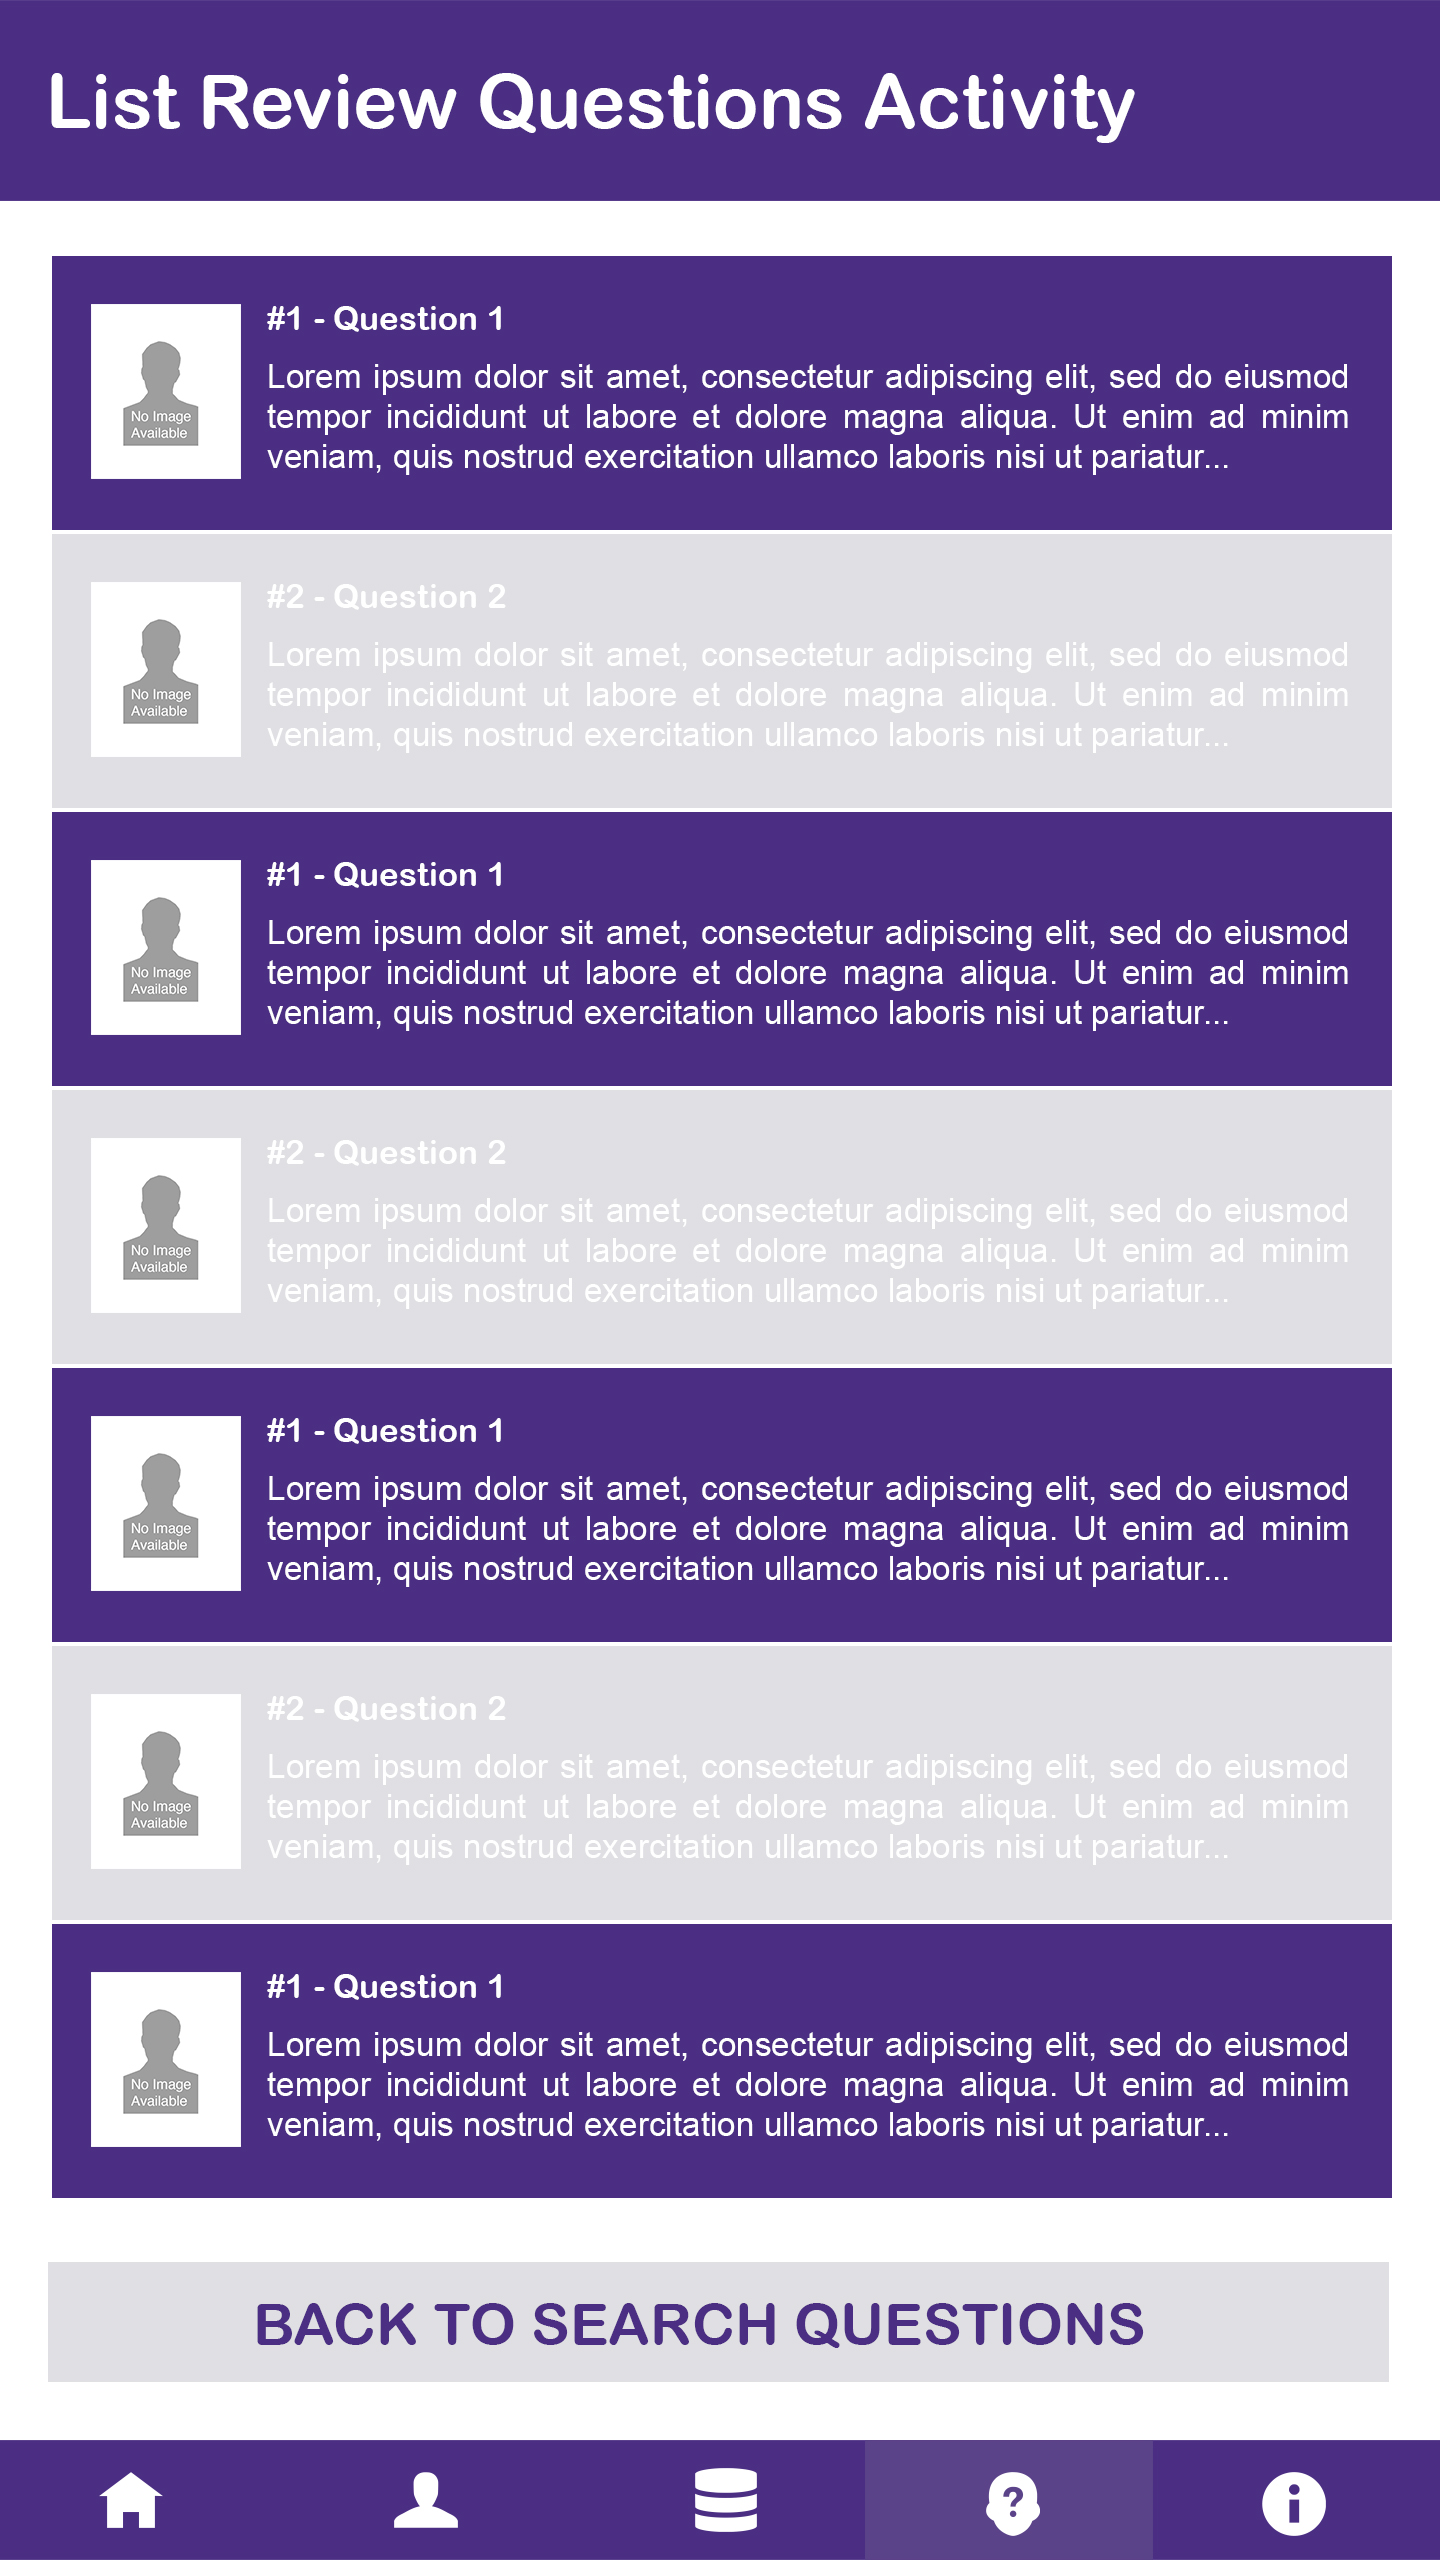 List Review Questions Activity
No Image
Available
#1 - Question 1
Lorem ipsum dolor sit amet, consectetur adipiscing elit, sed do eiusmod
tempor incididunt ut labore et dolore magna aliqua. Ut enim ad minim
veniam, quis nostrud exercitation ullamco laboris nisi ut pariatur...
No Image
Available
#2 - Question 2
Lorem ipsum dolor sit amet, consectetur adipiscing elit, sed do eiusmod
tempor incididunt ut labore et dolore magna aliqua. Ut enim ad minim
veniam, quis nostrud exercitation ullamco laboris nisi ut pariatur...
No Image
Available
#1 - Question 1
Lorem ipsum dolor sit amet, consectetur adipiscing elit, sed do eiusmod
tempor incididunt ut labore et dolore magna aliqua. Ut enim ad minim
veniam, quis nostrud exercitation ullamco laboris nisi ut pariatur...
No Image
Available
#2 - Question 2
Lorem ipsum dolor sit amet, consectetur adipiscing elit, sed do eiusmod
tempor incididunt ut labore et dolore magna aliqua. Ut enim ad minim
veniam, quis nostrud exercitation ullamco laboris nisi ut pariatur...
No Image
Available
#1 - Question 1
Lorem ipsum dolor sit amet, consectetur adipiscing elit, sed do eiusmod
tempor incididunt ut labore et dolore magna aliqua. Ut enim ad minim
veniam, quis nostrud exercitation ullamco laboris nisi ut pariatur...
No Image
Available
#2 - Question 2
Lorem ipsum dolor sit amet, consectetur adipiscing elit, sed do eiusmod
tempor incididunt ut labore et dolore magna aliqua. Ut enim ad minim
veniam, quis nostrud exercitation ullamco laboris nisi ut pariatur...
No Image
Available
#1 - Question 1
Lorem ipsum dolor sit amet, consectetur adipiscing elit, sed do eiusmod
tempor incididunt ut labore et dolore magna aliqua. Ut enim ad minim
veniam, quis nostrud exercitation ullamco laboris nisi ut pariatur...
BACK TO SEARCH QUESTIONS